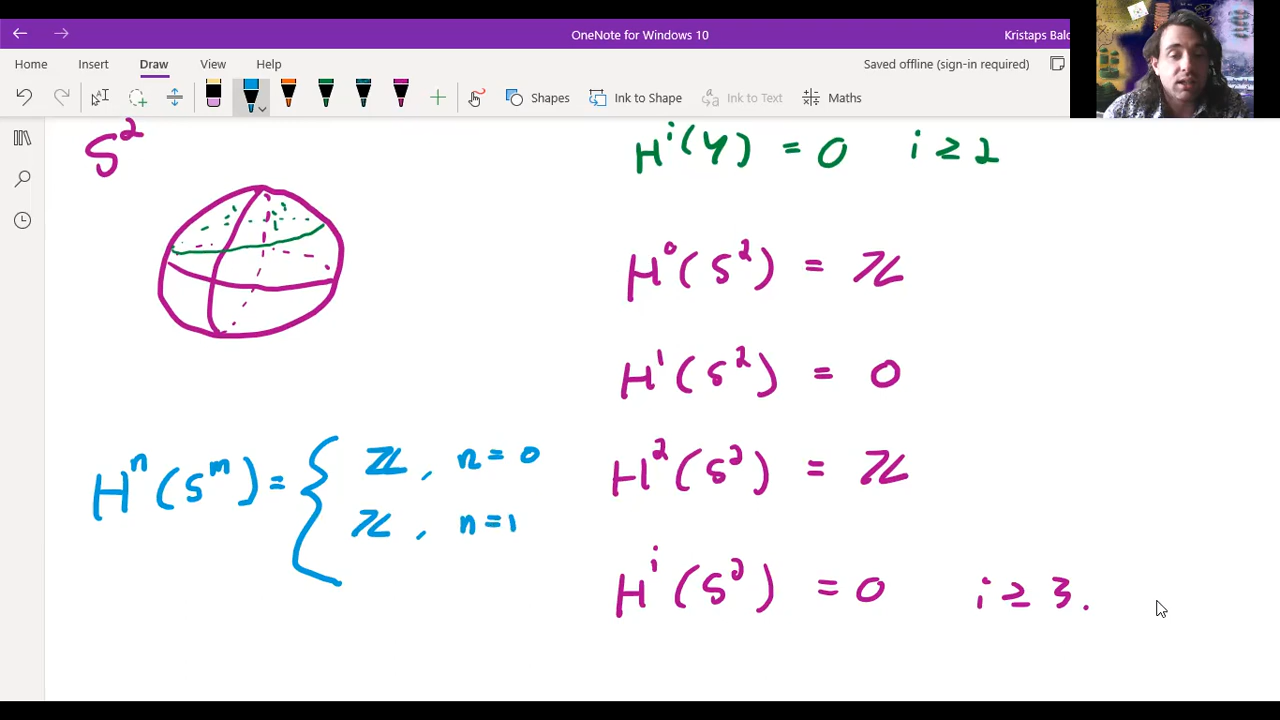 OneNote for Windows 10
Home Insert Draw View Help
Saved offline (sign-in required)
Shapes Ink to Shape Ink to Text Maths
S²
Hⁱ(Y) = 0 i ≥ 2
H⁰(S²) = ℤ
H¹(S²) = 0
H²(S²) = ℤ
Hⁱ(S²) = 0 i ≥ 3.
Hⁿ(Sᵐ) = {
ℤ, n = 0
ℤ, n = 1